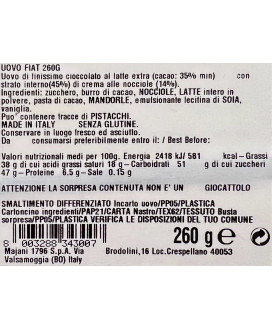 UOVO FIAT 260G
Uovo di finissimo cioccolato al latte extra (cacao: 35% min) con
strato interno(45%) di crema alle nocciole (14%).
Ingredienti: zucchero, burro di cacao, NOCCIOLE, LATTE intero in
polvere, pasta di cacao, MANDORLE, emulsionante lecitina di SOIA,
vaniglia.
Puo' contenere tracce di PISTACCHI.
MADE IN ITALY SENZA GLUTINE.
Conservare in luogo fresco ed asciutto.
Da consumarsi preferibilmente entro il: / Best Before:
Valori nutrizionali medi per 100g. Energia 2418 kJ/ 581 kcal-Grassi
38 g di cui acidi grassi saturi 18 g - Carboidrati 51 g di cui zuccheri
47 g - Proteine 6.5 g - Sale 0.15 g
ATTENZIONE LA SORPRESA CONTENUTA NON E' UN GIOCATTOLO
SMALTIMENTO DIFFERENZIATO Incarto uovo/PP05/PLASTICA
Cartoncino ingredienti/PAP21/CARTA Nastro/TEX62/TESSUTO Busta
sorpresa/PP05/PLASTICA VERIFICA LE DISPOSIZIONI DEL TUO COMUNE
8 003288 343007
260 g e
Majani 1796 S.p.A. Via Brodolini,16 Loc.Crespellano 40053
Valsamoggia (BO) Italy